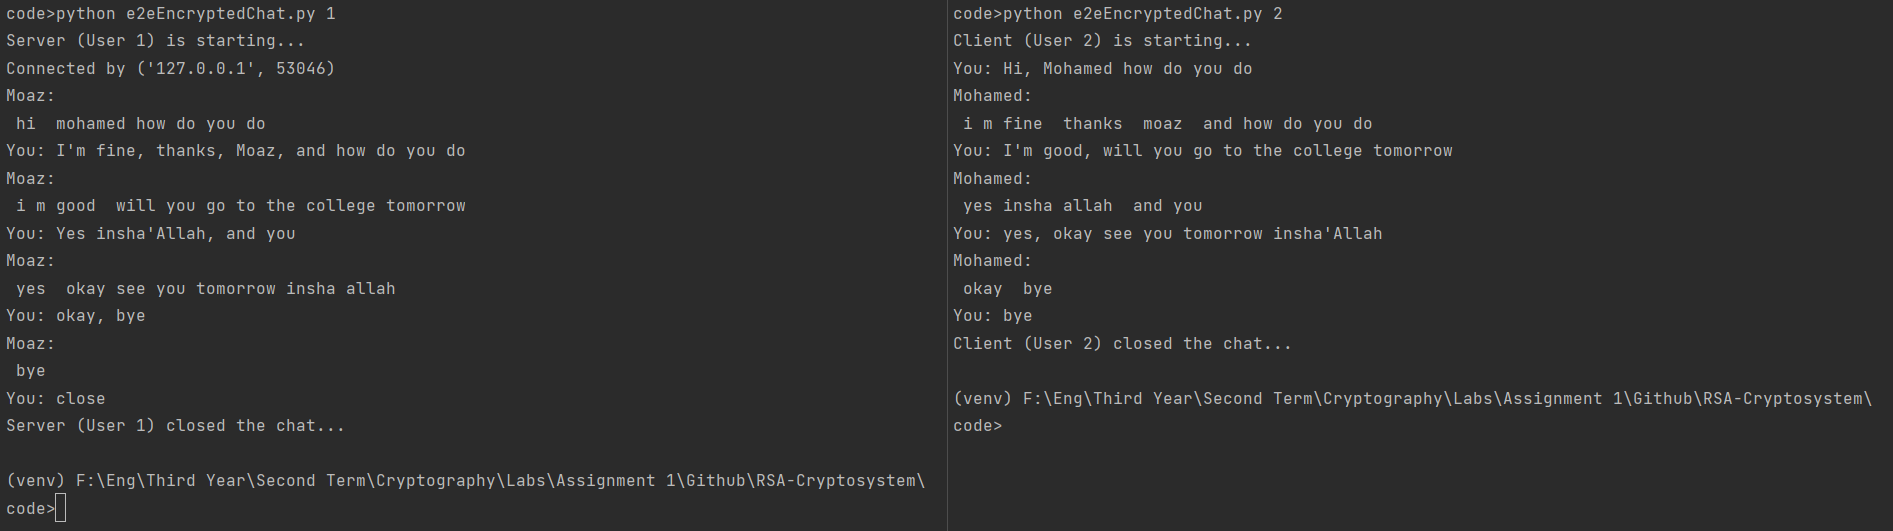 code>python e2eEncryptedChat.py 1
Server (User 1) is starting...
Connected by ('127.0.0.1', 53046)
Moaz:
 hi  mohamed how do you do
You: I'm fine, thanks, Moaz, and how do you do
Moaz:
 i m good  will you go to the college tomorrow
You: Yes insha'Allah, and you
Moaz:
 yes  okay see you tomorrow insha allah
You: okay, bye
Moaz:
 bye
You: close
Server (User 1) closed the chat...

(venv) F:\Eng\Third Year\Second Term\Cryptography\Labs\Assignment 1\Github\RSA-Cryptosystem\
code>
code>python e2eEncryptedChat.py 2
Client (User 2) is starting...
You: Hi, Mohamed how do you do
Mohamed:
 i m fine  thanks  moaz  and how do you do
You: I'm good, will you go to the college tomorrow
Mohamed:
 yes insha allah  and you
You: yes, okay see you tomorrow insha'Allah
Mohamed:
 okay  bye
You: bye
Client (User 2) closed the chat...

(venv) F:\Eng\Third Year\Second Term\Cryptography\Labs\Assignment 1\Github\RSA-Cryptosystem\
code>